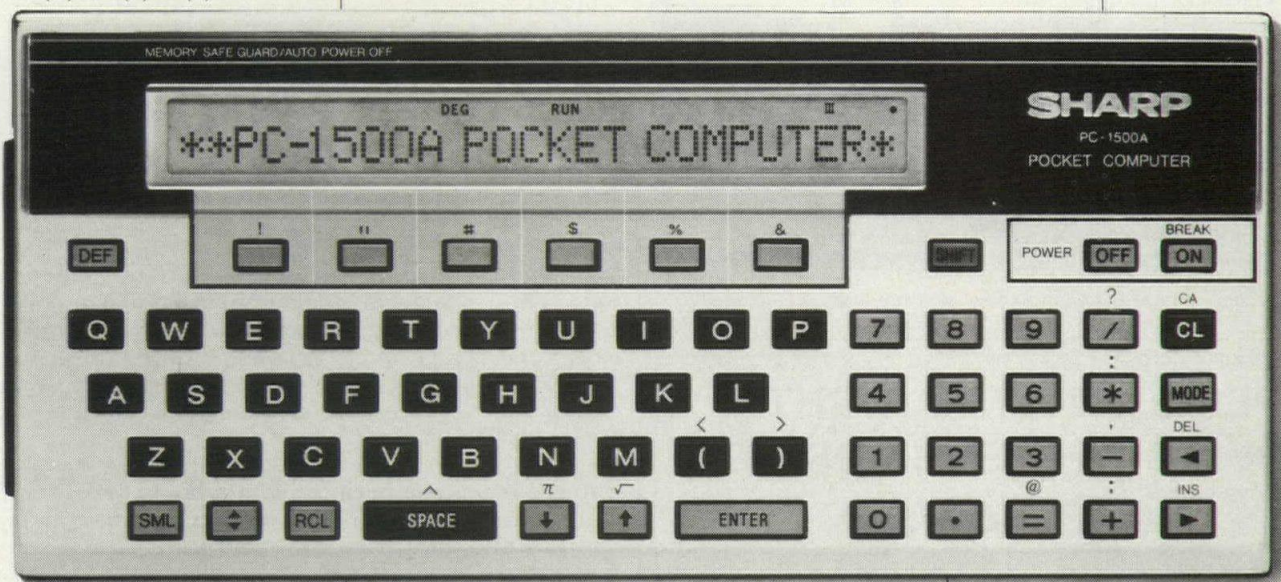 MEMORY SAFE GUARD/AUTO POWER OFF
DEG RUN III
**PC-1500A POCKET COMPUTER*
SHARP
PC-1500A
POCKET COMPUTER
! " # $ % & BREAK
DEF SHIFT POWER OFF ON
? CA
Q W E R T Y U I O P 7 8 9 / CL
:
A S D F G H J K L 4 5 6 * MODE
< > , DEL
Z X C V B N M ( ) 1 2 3 - ◄
^ π √ @ ; INS
SML ♦ RCL SPACE ↓ ↑ ENTER 0 • = + ►